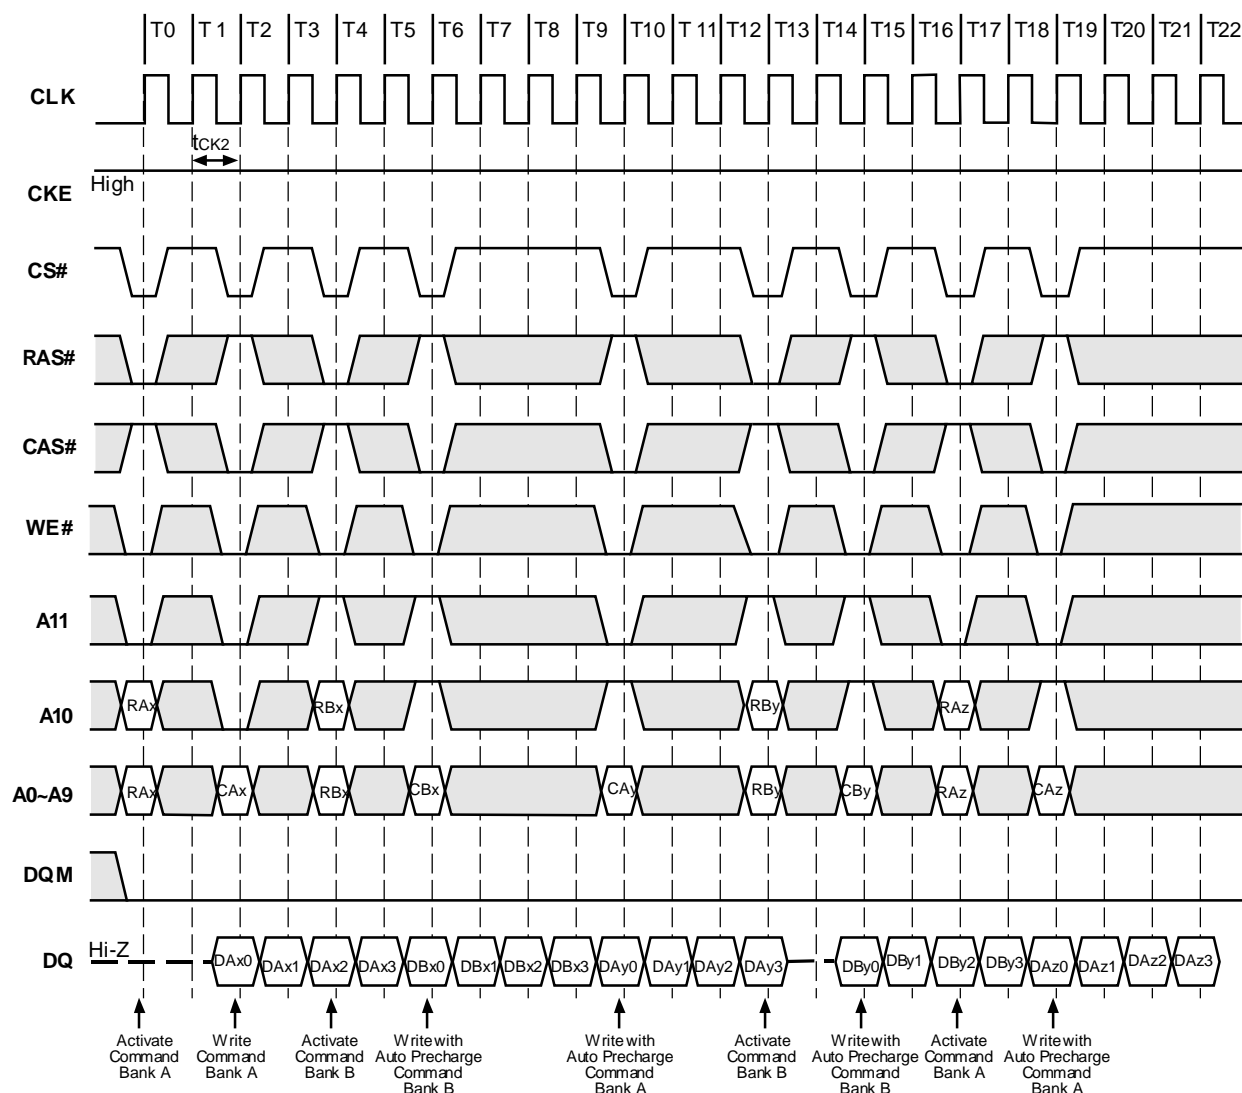 T0 T1 T2 T3 T4 T5 T6 T7 T8 T9 T10 T11 T12 T13 T14 T15 T16 T17 T18 T19 T20 T21 T22
CLK
tCK2
High
CKE
CS#
RAS#
CAS#
WE#
A11
A10 RAx RBx RBy RAz
A0~A9 RAx CAx RBx CBx CAy RBy CBy RAz CAz
DQM
Hi-Z
DQ DAx0 DAx1 DAx2 DAx3 DBx0 DBx1 DBx2 DBx3 DAy0 DAy1 DAy2 DAy3 DBy0 DBy1 DBy2 DBy3 DAz0 DAz1 DAz2 DAz3
Activate
Command
Bank A
Write
Command
Bank A
Activate
Command
Bank B
Write with
Auto Precharge
Command
Bank B
Write with
Auto Precharge
Command
Bank A
Activate
Command
Bank B
Write with
Auto Precharge
Command
Bank B
Activate
Command
Bank A
Write with
Auto Precharge
Command
Bank A